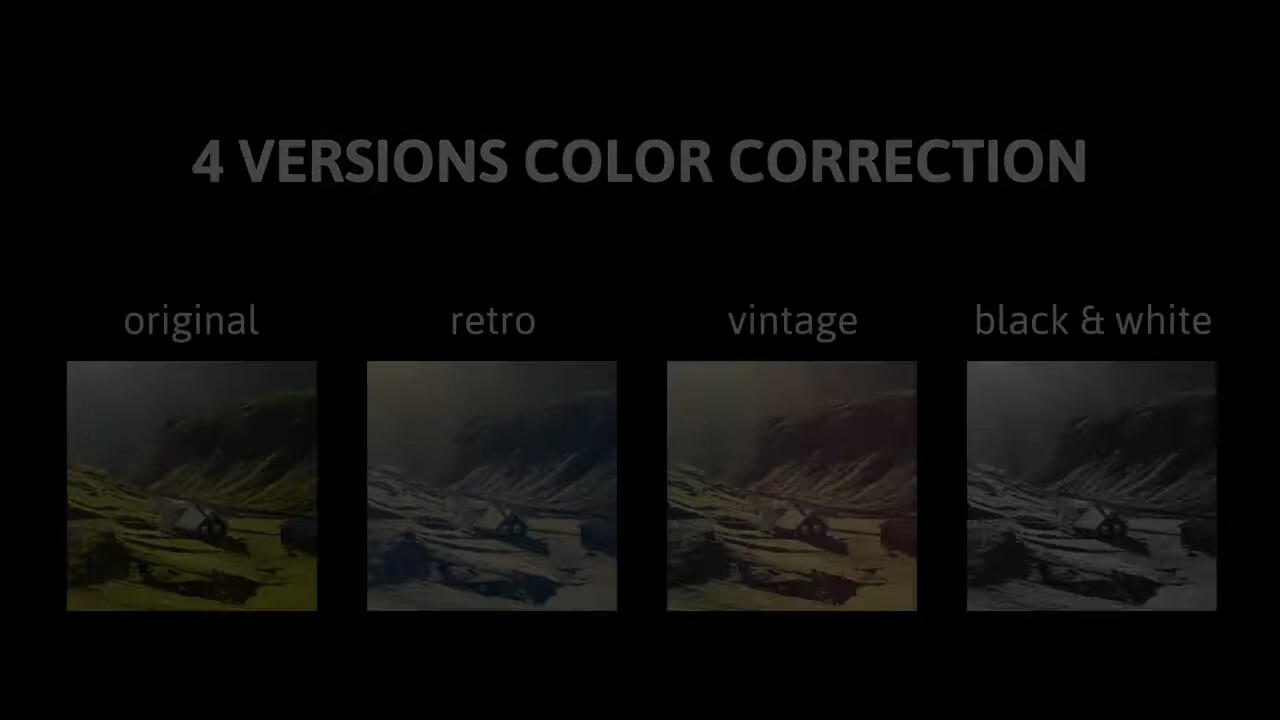 4 VERSIONS COLOR CORRECTION
original
retro
vintage
black & white